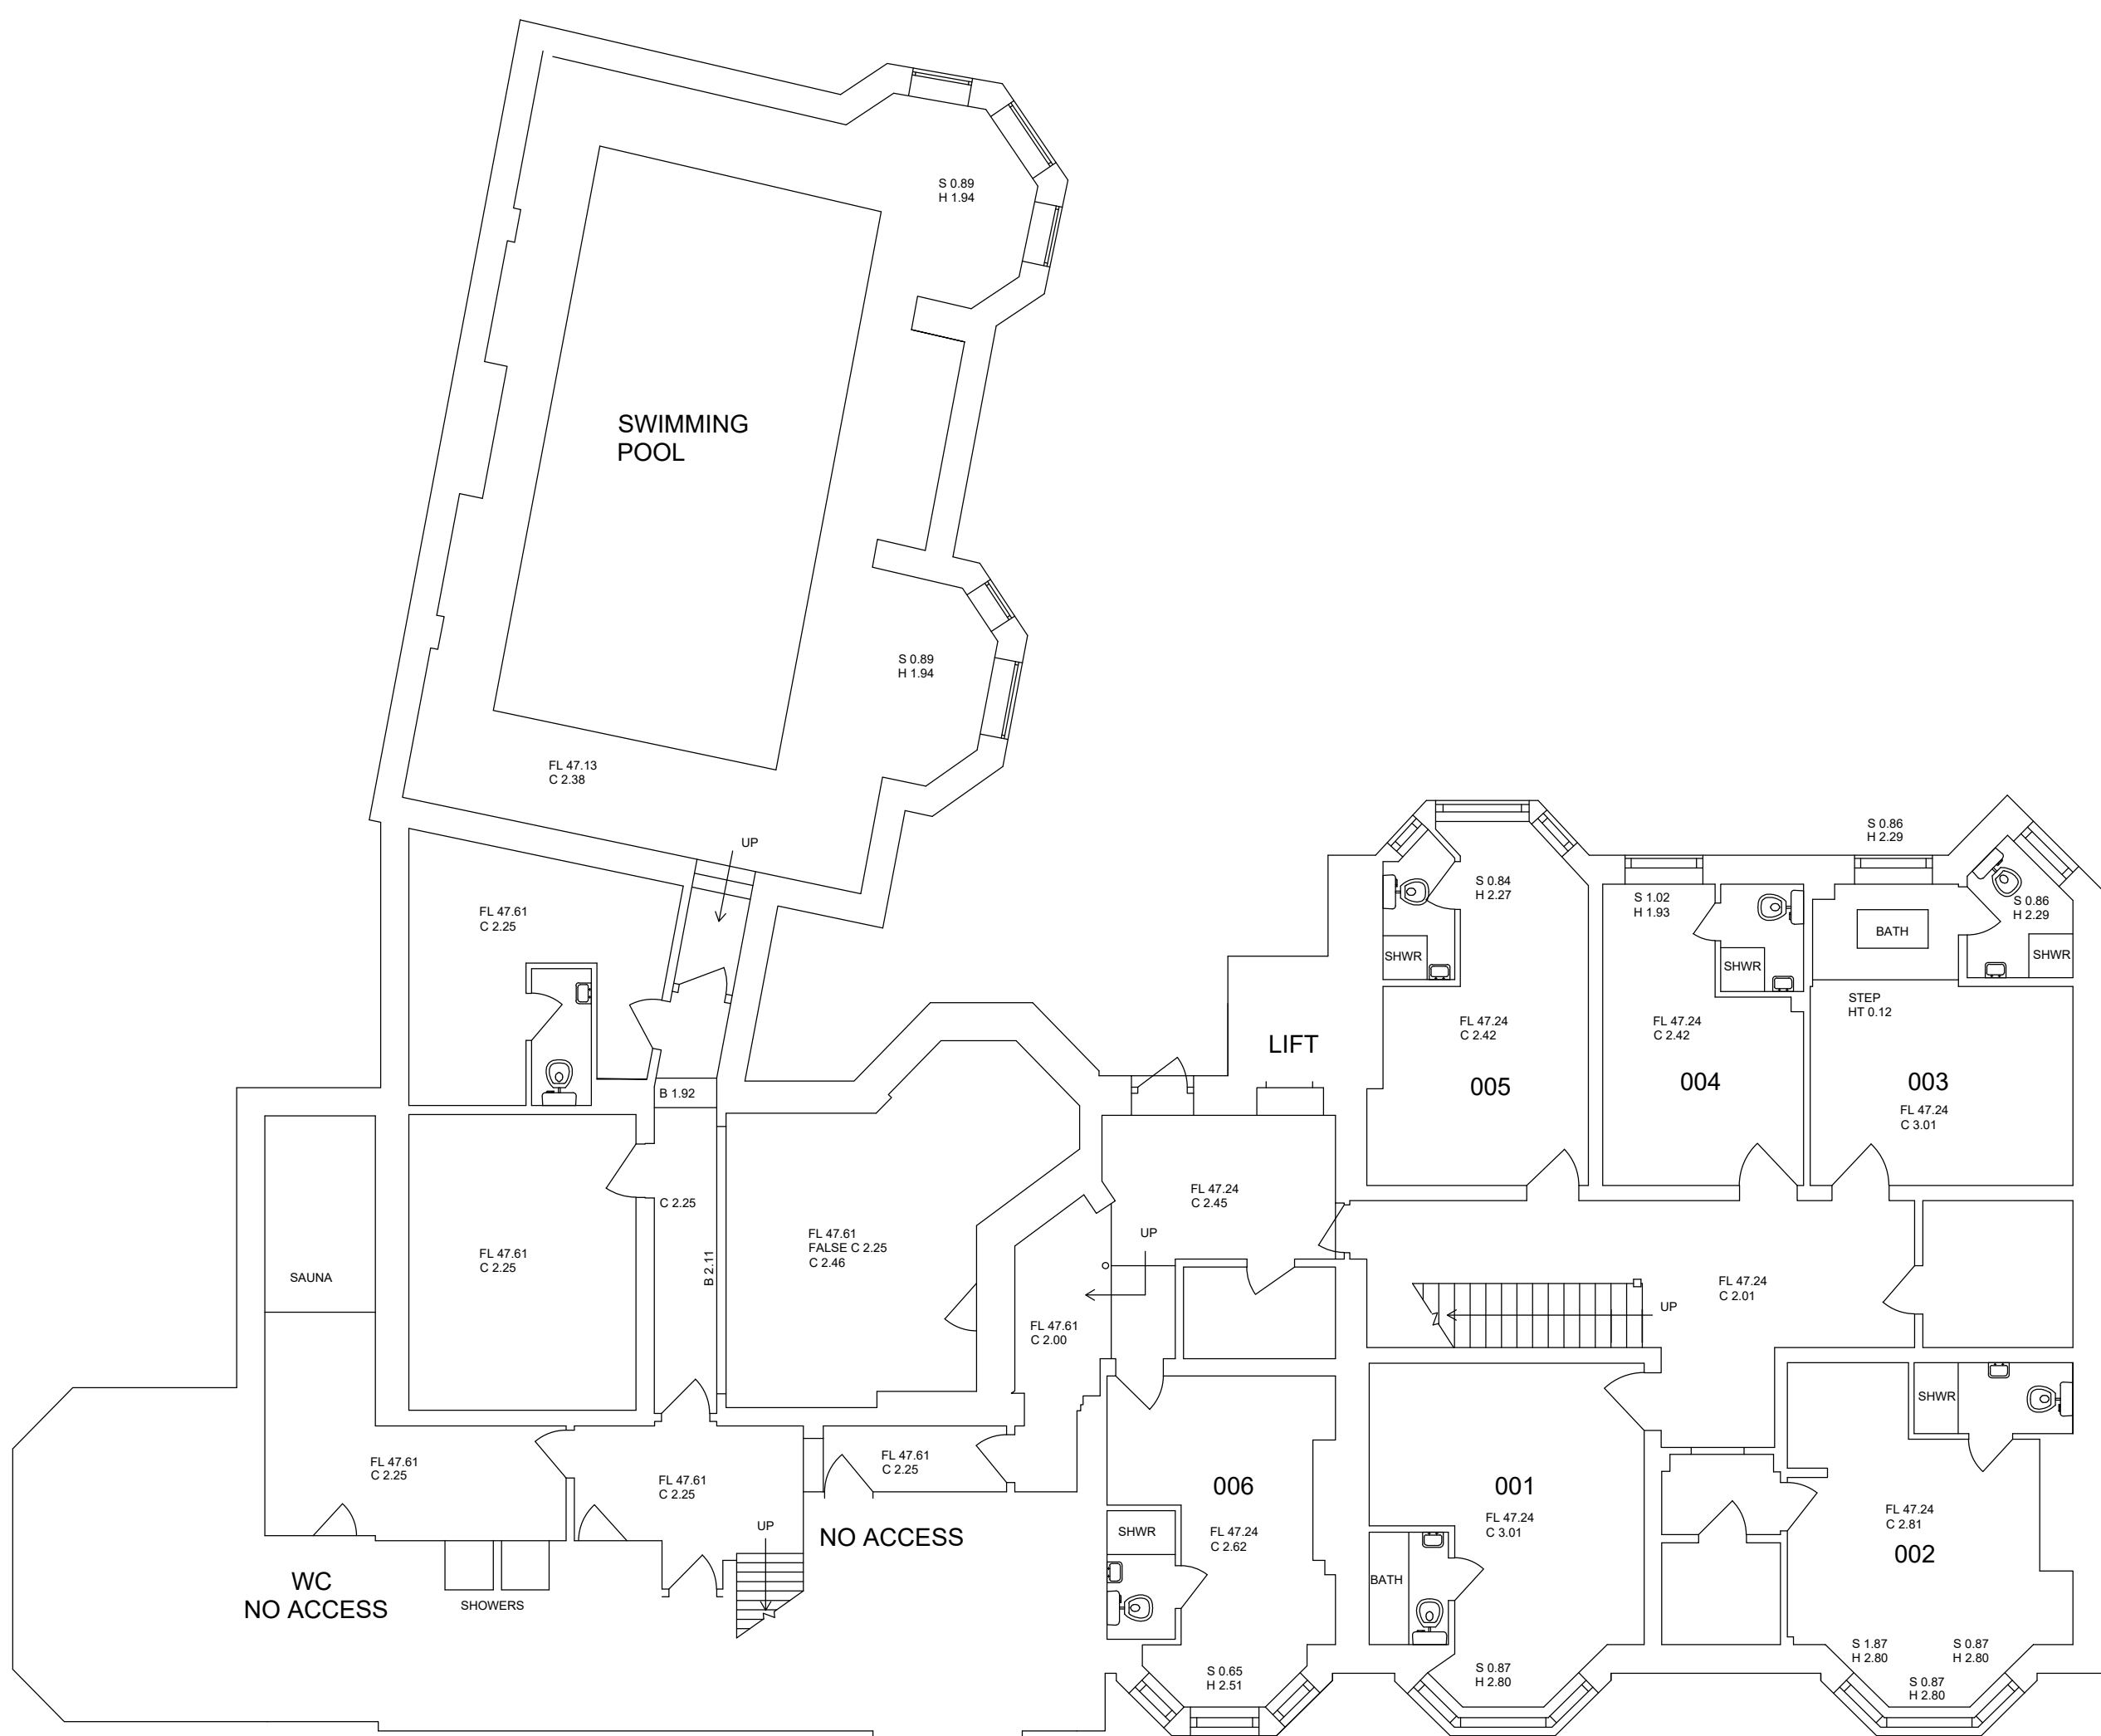 S 0.89
H 1.94
SWIMMING
POOL
S 0.89
H 1.94
FL 47.13
C 2.38
UP
S 0.86
H 2.29
S 0.84
H 2.27
S 1.02
H 1.93
S 0.86
H 2.29
BATH
SHWR
SHWR
SHWR
FL 47.61
C 2.25
STEP
HT 0.12
FL 47.24
C 2.42
005
FL 47.24
C 2.42
004
003
FL 47.24
C 3.01
LIFT
B 1.92
C 2.25
B 2.11
FL 47.61
C 2.25
FL 47.61
FALSE C 2.25
C 2.46
FL 47.24
C 2.45
UP
SAUNA
FL 47.61
C 2.00
FL 47.24
C 2.01
UP
SHWR
FL 47.61
C 2.25
FL 47.61
C 2.25
FL 47.61
C 2.25
UP
NO ACCESS
006
FL 47.24
C 2.62
SHWR
001
FL 47.24
C 3.01
BATH
FL 47.24
C 2.81
002
WC
NO ACCESS
SHOWERS
S 0.65
H 2.51
S 0.87
H 2.80
S 1.87
H 2.80
S 0.87
H 2.80
S 0.87
H 2.80